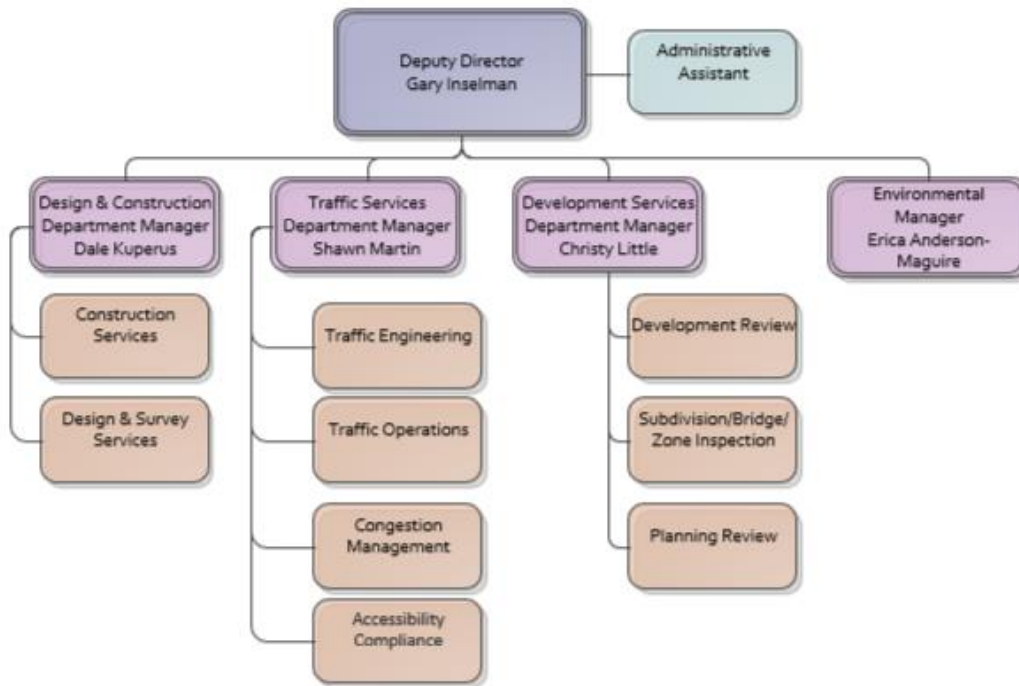 Deputy Director
Gary Inselman
Administrative
Assistant
Design & Construction
Department Manager
Dale Kuperus
Traffic Services
Department Manager
Shawn Martin
Development Services
Department Manager
Christy Little
Environmental
Manager
Erica Anderson-
Maguire
Construction
Services
Design & Survey
Services
Traffic Engineering
Traffic Operations
Congestion
Management
Accessibility
Compliance
Development Review
Subdivision/Bridge/
Zone Inspection
Planning Review